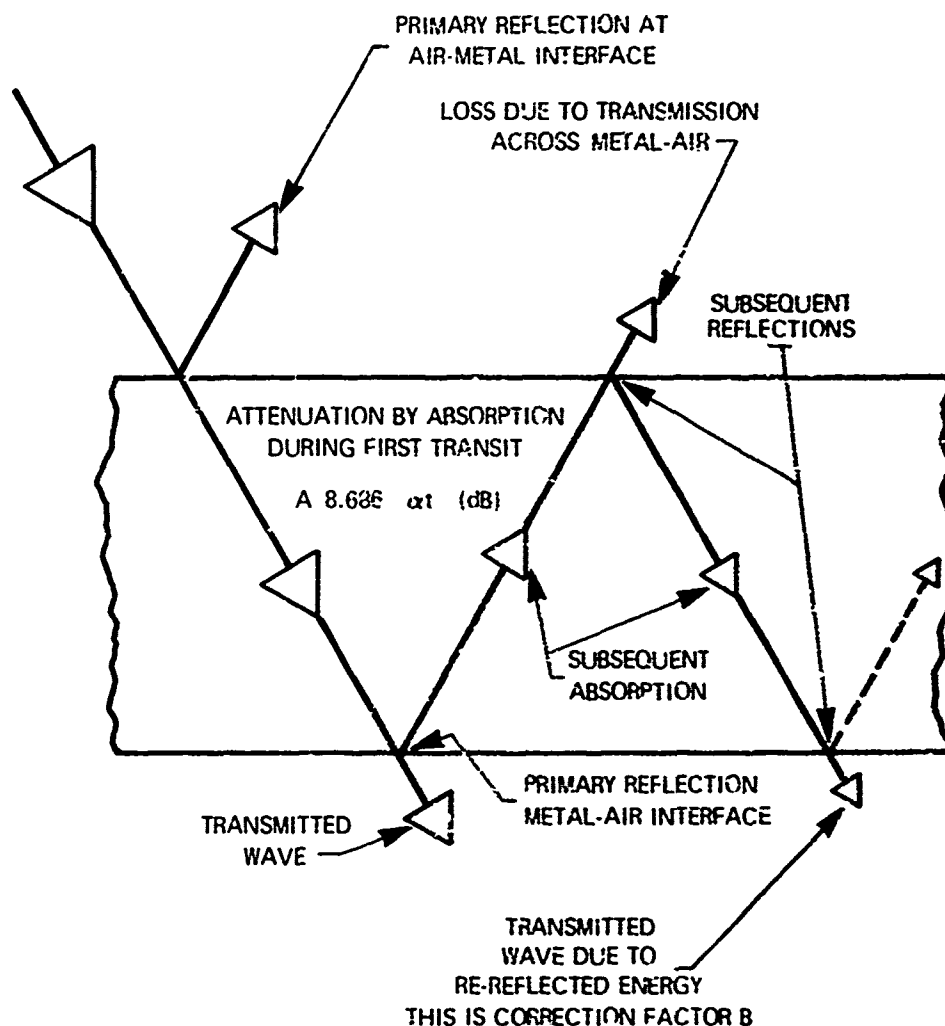 PRIMARY REFLECTION AT
AIR-METAL INTERFACE
LOSS DUE TO TRANSMISSION
ACROSS METAL-AIR
SUBSEQUENT
REFLECTIONS
ATTENUATION BY ABSORPTION
DURING FIRST TRANSIT
A 8.686 αt (dB)
SUBSEQUENT
ABSORPTION
PRIMARY REFLECTION
METAL-AIR INTERFACE
TRANSMITTED
WAVE
TRANSMITTED
WAVE DUE TO
RE-REFLECTED ENERGY
THIS IS CORRECTION FACTOR B